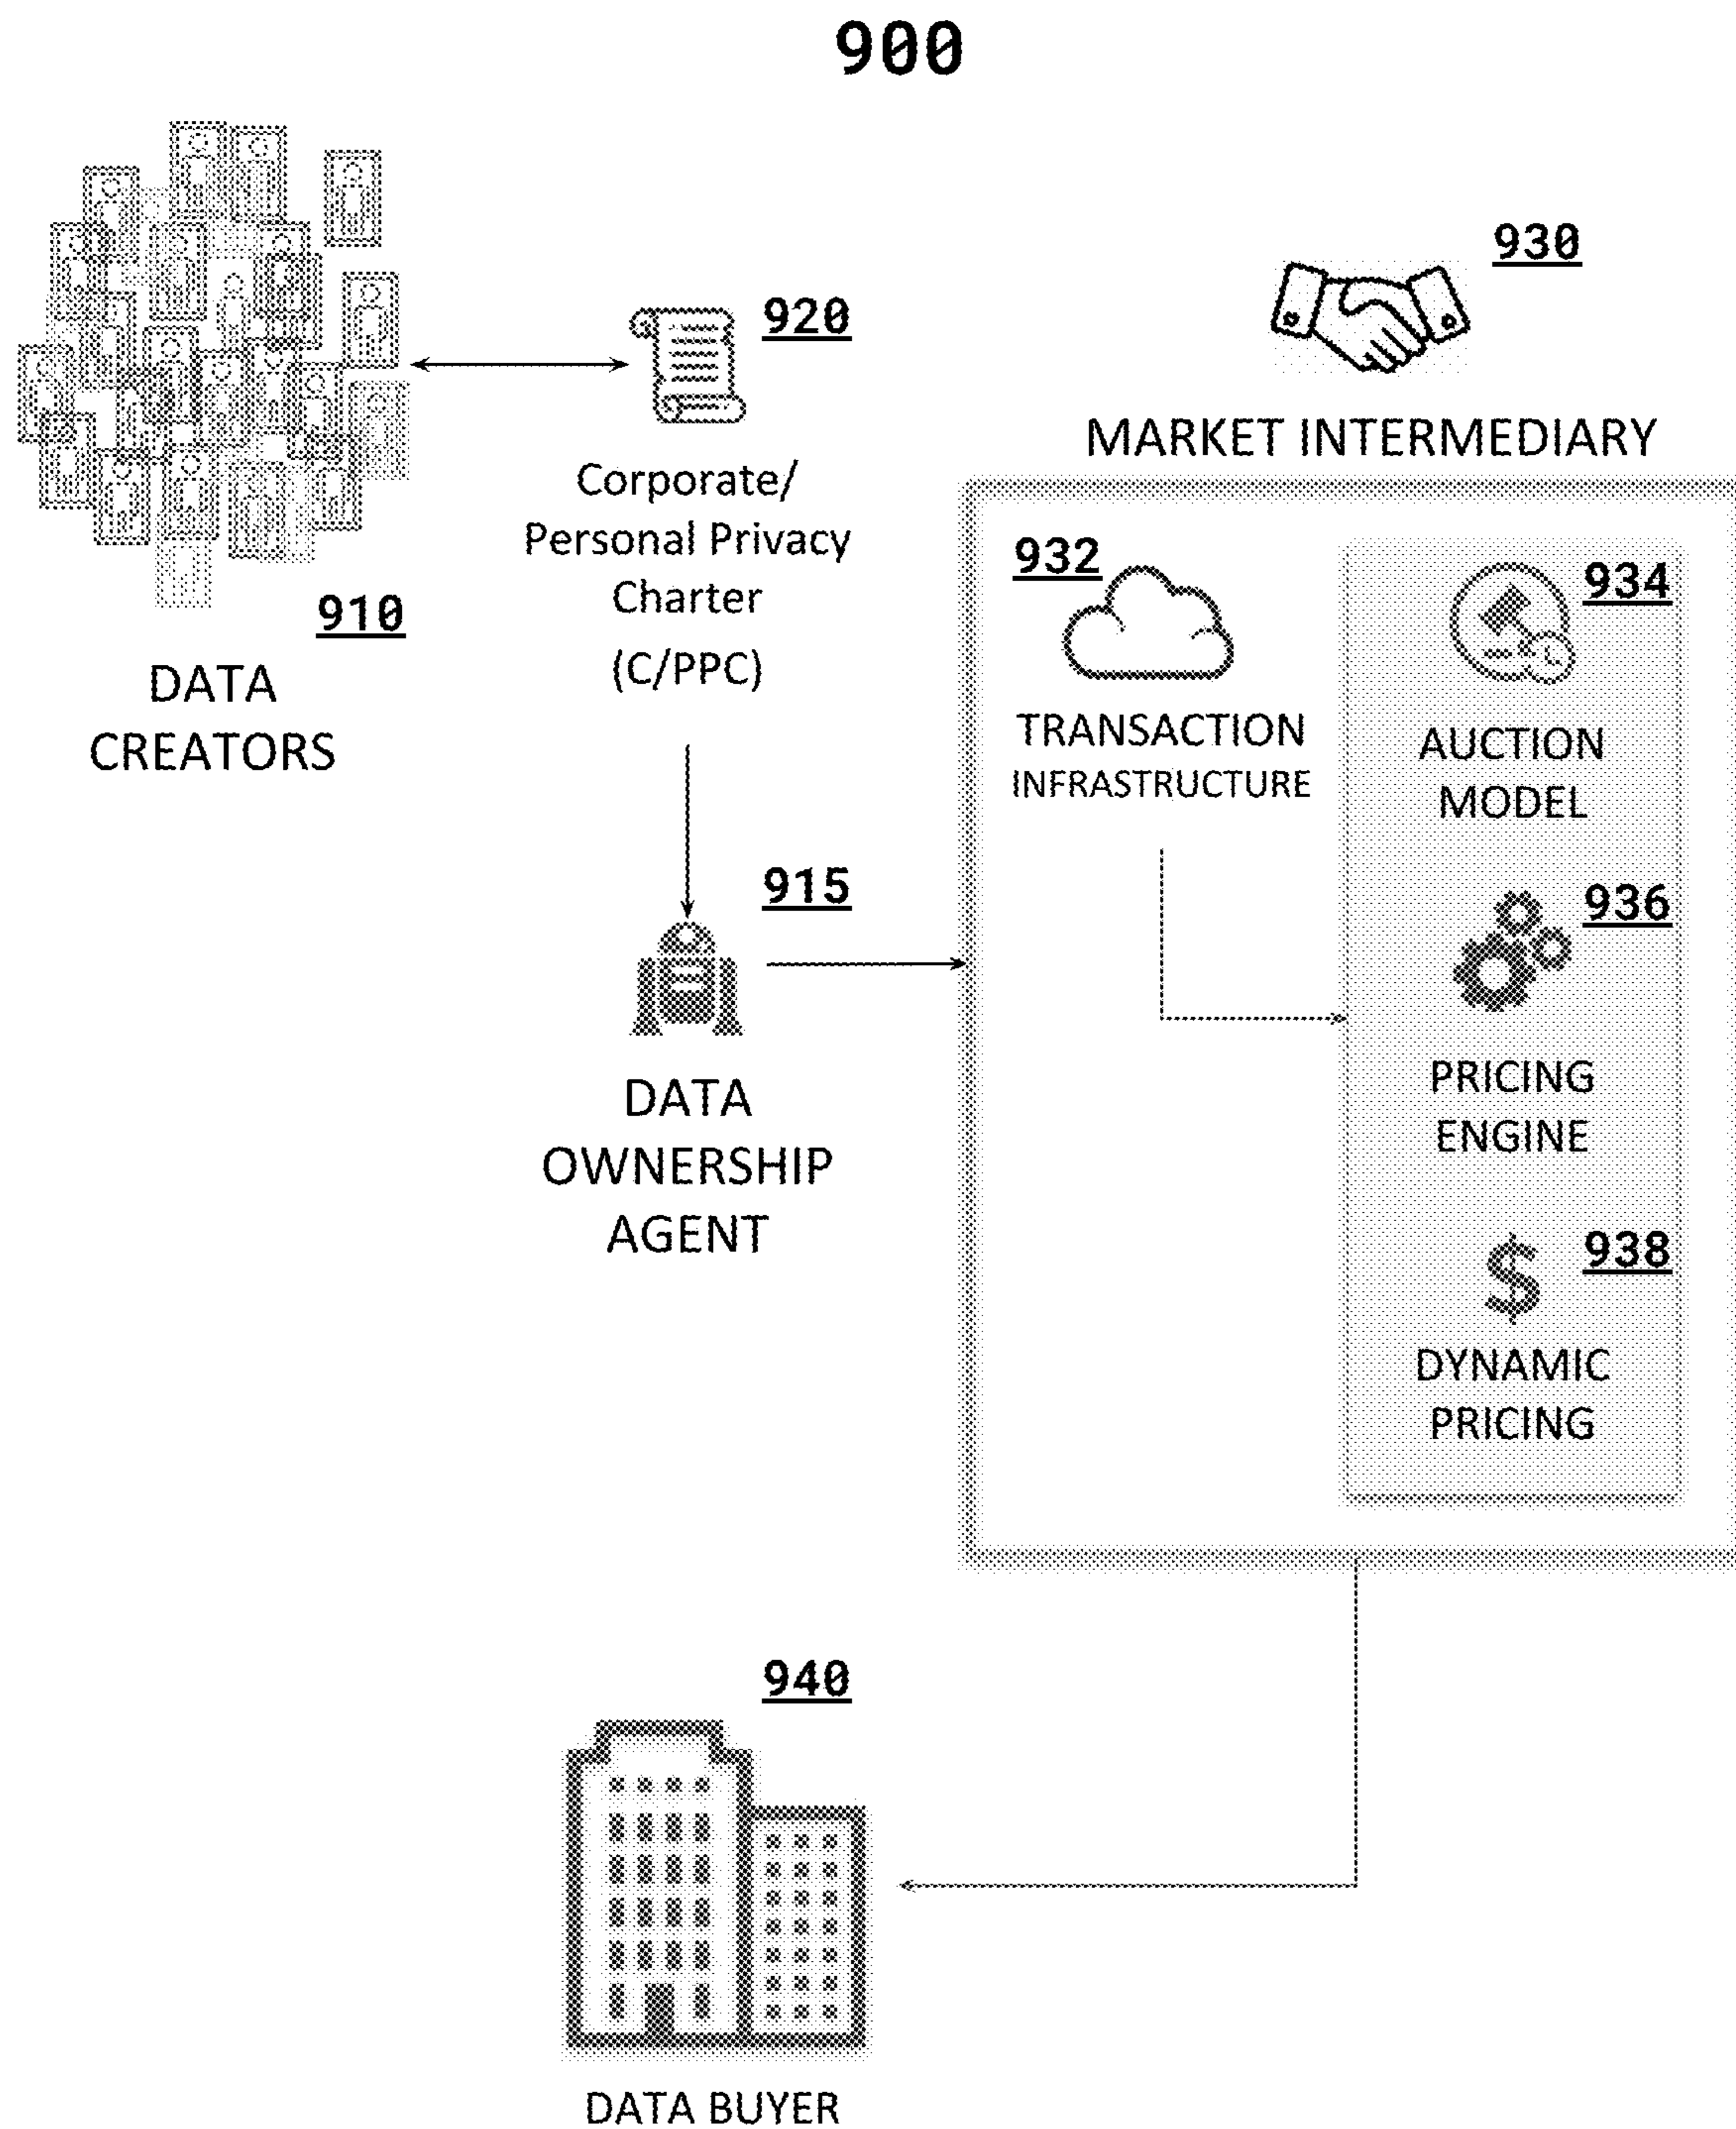 900
910
DATA
CREATORS
920
Corporate/
Personal Privacy
Charter
(C/PPC)
915
DATA
OWNERSHIP
AGENT
930
MARKET INTERMEDIARY
932
TRANSACTION
INFRASTRUCTURE
934
AUCTION
MODEL
936
PRICING
ENGINE
$
938
DYNAMIC
PRICING
940
DATA BUYER